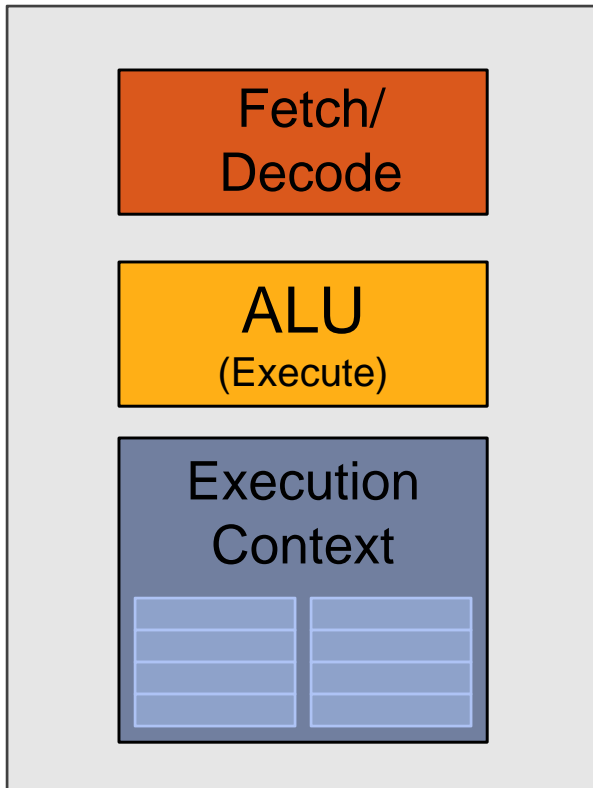 Fetch/
Decode
ALU
(Execute)
Execution
Context